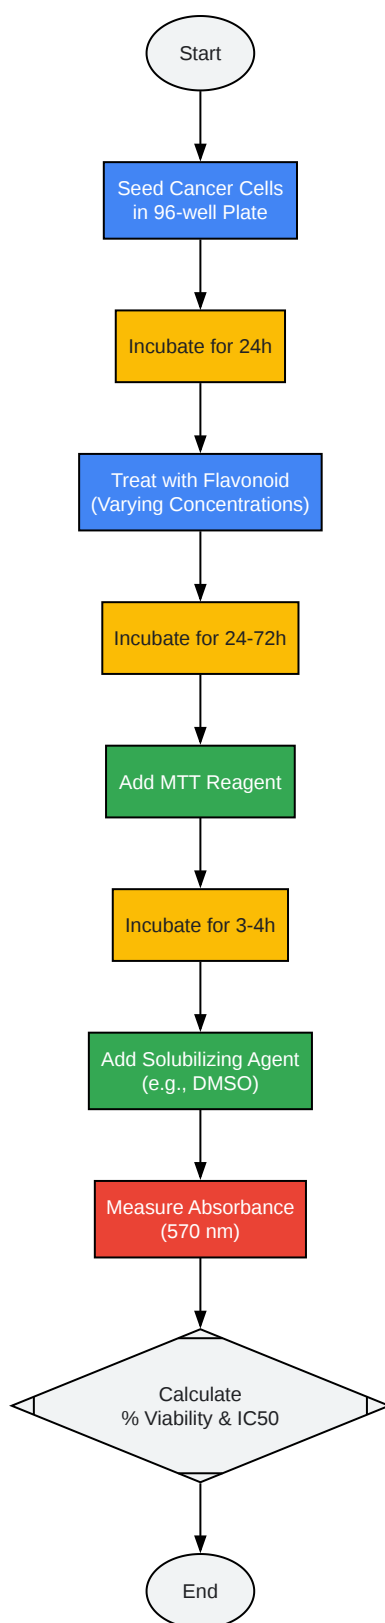 Start
Seed Cancer Cells
in 96-well Plate
Incubate for 24h
Treat with Flavonoid
(Varying Concentrations)
Incubate for 24-72h
Add MTT Reagent
Incubate for 3-4h
Add Solubilizing Agent
(e.g., DMSO)
Measure Absorbance
(570 nm)
Calculate
% Viability & IC50
End